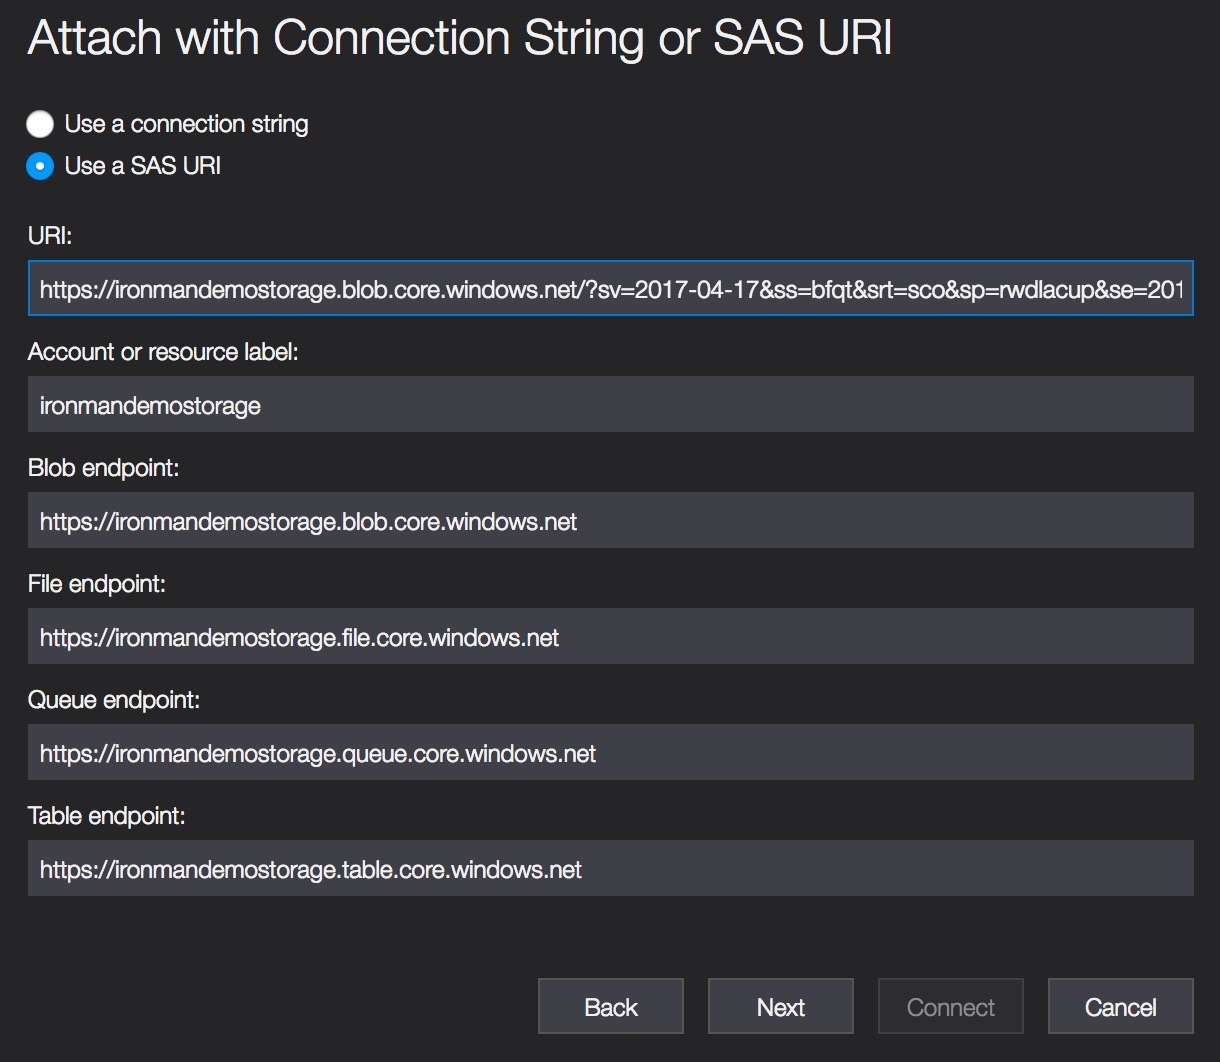 Attach with Connection String or SAS URI
Use a connection string
Use a SAS URI
URI:
https://ironmandemostorage.blob.core.windows.net/?sv=2017-04-17&ss=bfqt&srt=sco&sp=rwdlacup&se=201
Account or resource label:
ironmandemostorage
Blob endpoint:
https://ironmandemostorage.blob.core.windows.net
File endpoint:
https://ironmandemostorage.file.core.windows.net
Queue endpoint:
https://ironmandemostorage.queue.core.windows.net
Table endpoint:
https://ironmandemostorage.table.core.windows.net
Back Next Connect Cancel